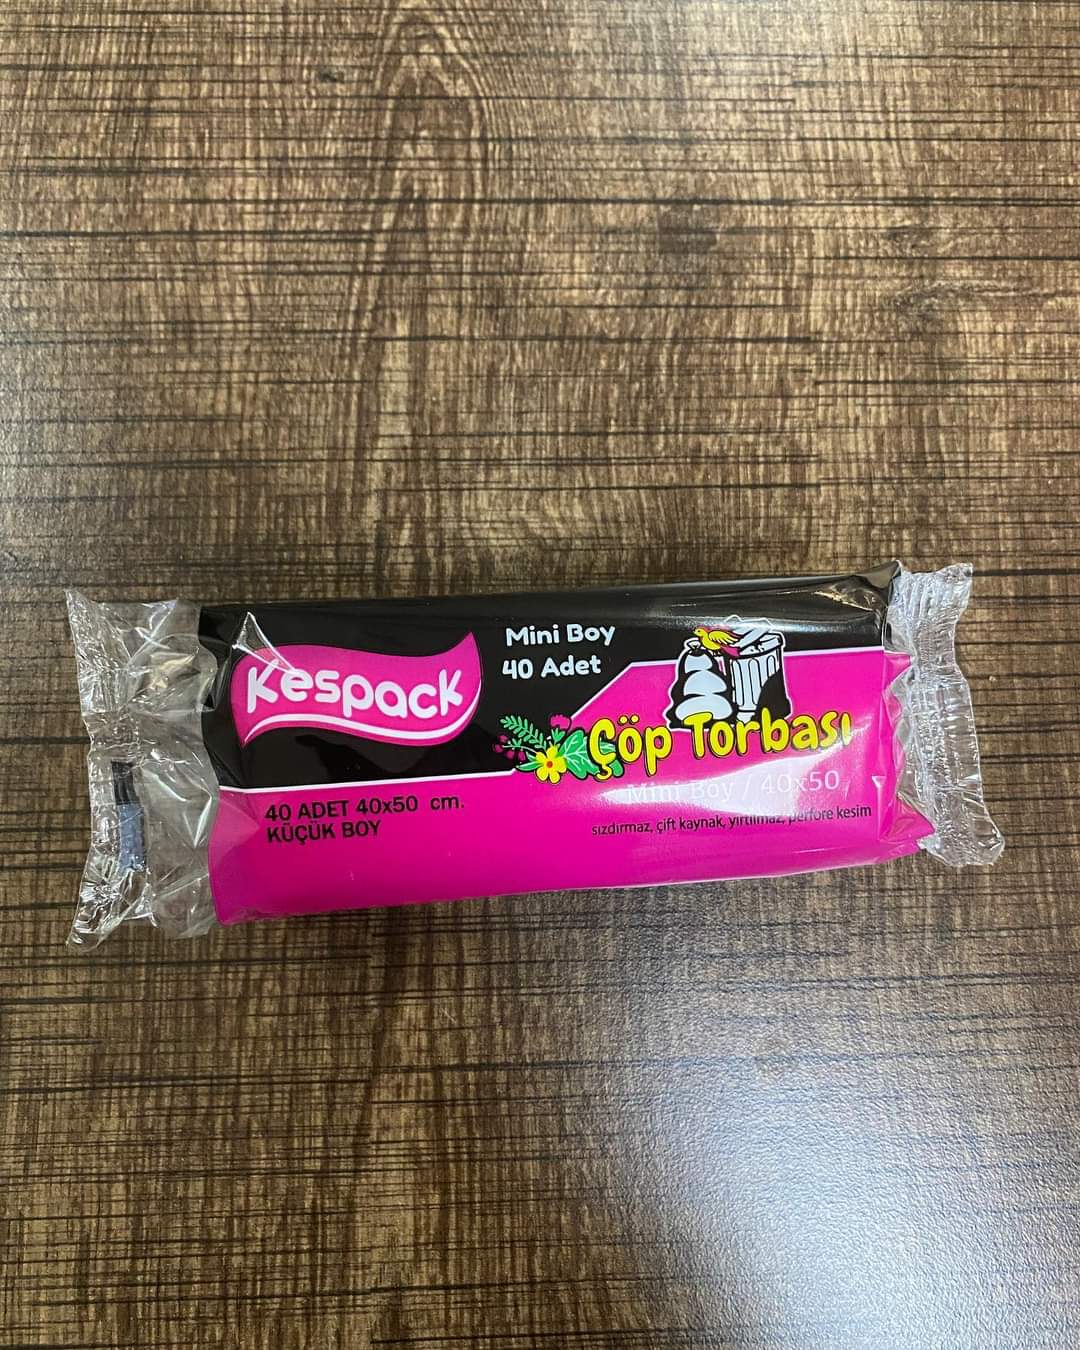 Kespack
Mini Boy
40 Adet
Çöp Torbası
Mini Boy / 40x50
sızdırmaz, çift kaynak, yırtılmaz, perfore kesim
40 ADET 40x50 cm.
KÜÇÜK BOY